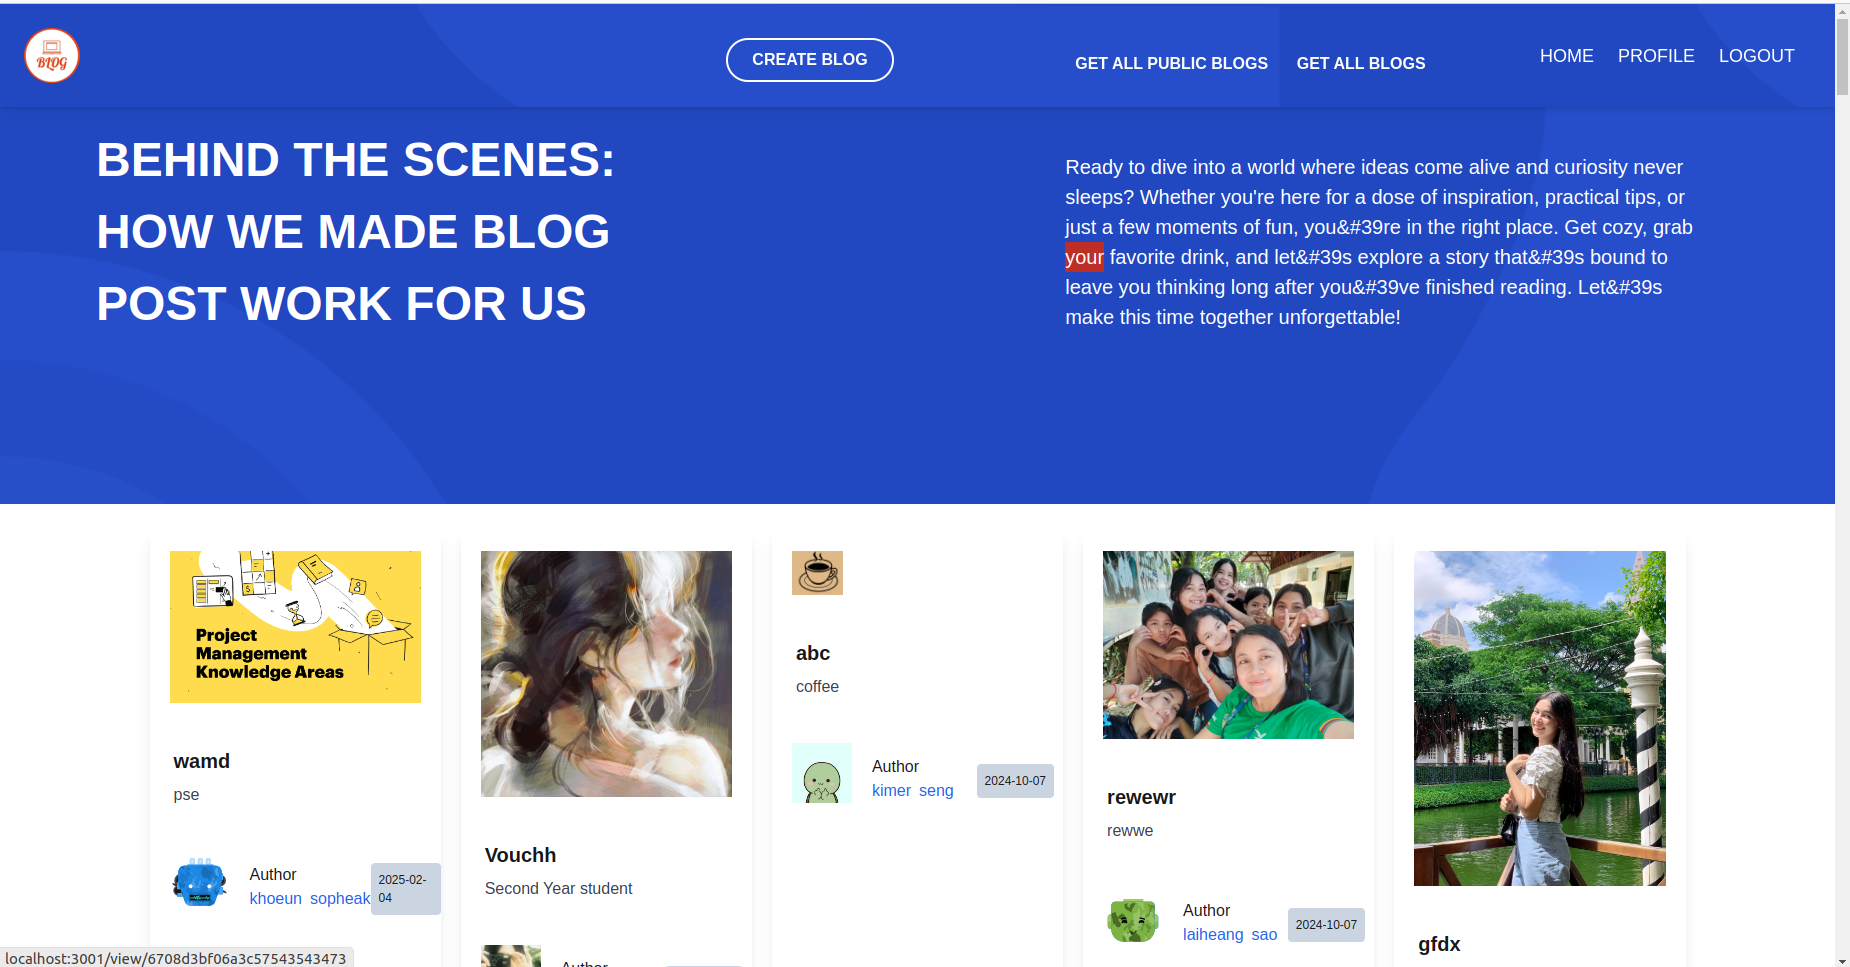 BLOG
CREATE BLOG
GET ALL PUBLIC BLOGS
GET ALL BLOGS
HOME
PROFILE
LOGOUT
BEHIND THE SCENES:
HOW WE MADE BLOG
POST WORK FOR US
Ready to dive into a world where ideas come alive and curiosity never
sleeps? Whether you're here for a dose of inspiration, practical tips, or
just a few moments of fun, you&#39re in the right place. Get cozy, grab
your favorite drink, and let&#39s explore a story that&#39s bound to
leave you thinking long after you&#39ve finished reading. Let&#39s
make this time together unforgettable!
Project
Management
Knowledge Areas
wamd
pse
Author
khoeun sopheak
2025-02-
04
Vouchh
Second Year student
Author
abc
coffee
Author
kimer seng
2024-10-07
rewewr
rewwe
Author
laiheang sao
2024-10-07
gfdx
localhost:3001/view/6708d3bf06a3c57543543473